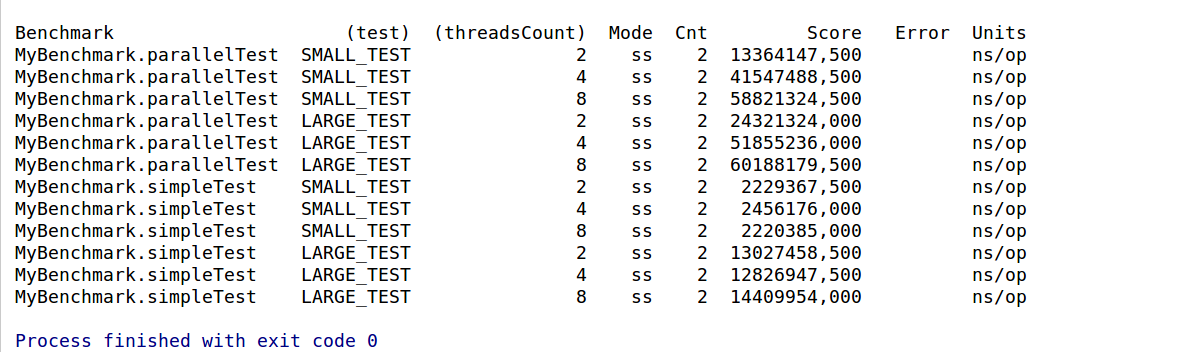 Benchmark (test) (threadsCount) Mode Cnt Score Error Units
MyBenchmark.parallelTest SMALL_TEST 2 ss 2 13364147,500 ns/op
MyBenchmark.parallelTest SMALL_TEST 4 ss 2 41547488,500 ns/op
MyBenchmark.parallelTest SMALL_TEST 8 ss 2 58821324,500 ns/op
MyBenchmark.parallelTest LARGE_TEST 2 ss 2 24321324,000 ns/op
MyBenchmark.parallelTest LARGE_TEST 4 ss 2 51855236,000 ns/op
MyBenchmark.parallelTest LARGE_TEST 8 ss 2 60188179,500 ns/op
MyBenchmark.simpleTest SMALL_TEST 2 ss 2 2229367,500 ns/op
MyBenchmark.simpleTest SMALL_TEST 4 ss 2 2456176,000 ns/op
MyBenchmark.simpleTest SMALL_TEST 8 ss 2 2220385,000 ns/op
MyBenchmark.simpleTest LARGE_TEST 2 ss 2 13027458,500 ns/op
MyBenchmark.simpleTest LARGE_TEST 4 ss 2 12826947,500 ns/op
MyBenchmark.simpleTest LARGE_TEST 8 ss 2 14409954,000 ns/op
Process finished with exit code 0